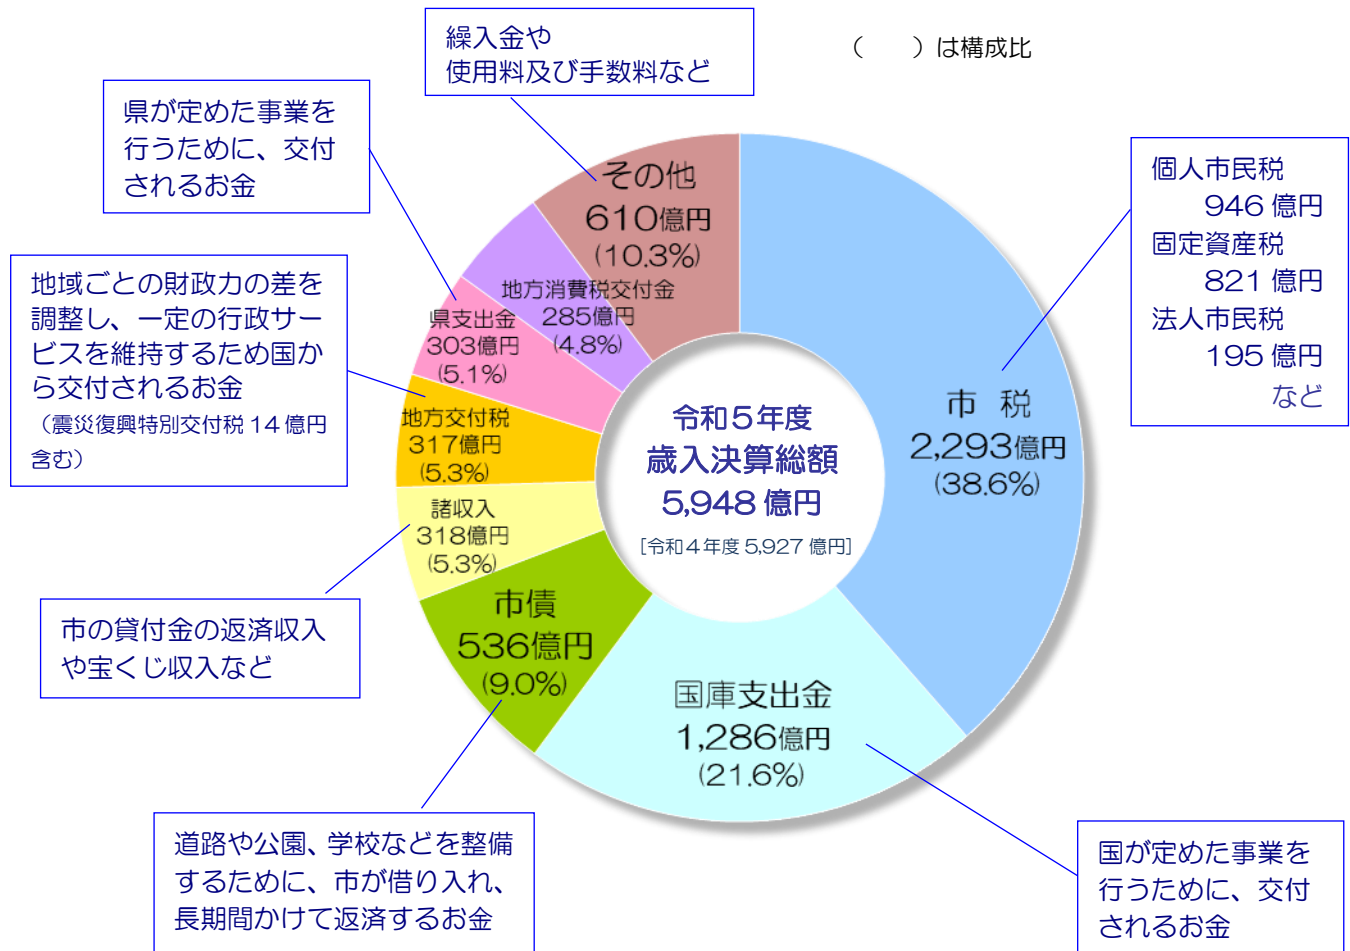 繰入金や
使用料及び手数料など
（　　）は構成比
県が定めた事業を
行うために、交付
されるお金
個人市民税
946 億円
固定資産税
821 億円
法人市民税
195 億円
など
地域ごとの財政力の差を
調整し、一定の行政サー
ビスを維持するため国か
ら交付されるお金
（震災復興特別交付税 14 億円
含む）
その他
610億円
(10.3%)
地方消費税交付金
285億円
(4.8%)
県支出金
303億円
(5.1%)
地方交付税
317億円
(5.3%)
諸収入
318億円
(5.3%)
市債
536億円
(9.0%)
国庫支出金
1,286億円
(21.6%)
市 税
2,293億円
(38.6%)
令和５年度
歳入決算総額
5,948 億円
[令和４年度 5,927 億円]
市の貸付金の返済収入
や宝くじ収入など
道路や公園、学校などを整備
するために、市が借り入れ、
長期間かけて返済するお金
国が定めた事業を
行うために、交付
されるお金